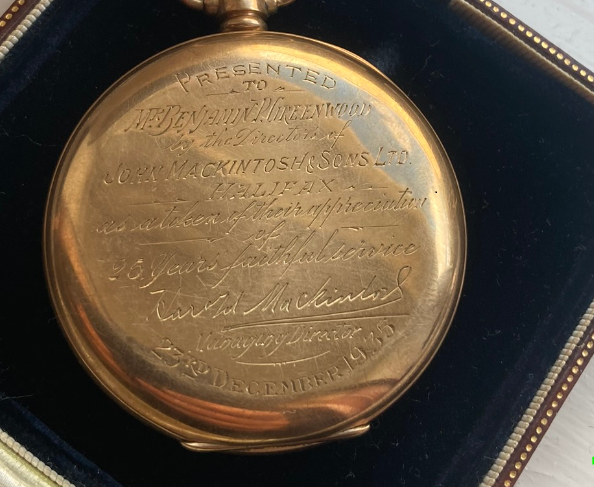 PRESENTED
TO
MR BENJAMIN P. GREENWOOD
by the Directors of
JOHN MACKINTOSH & SONS LTD.
HALIFAX
as a token of their appreciation
of
25 Years faithful service
Harold Mackintosh
Managing Director
23RD DECEMBER 1935